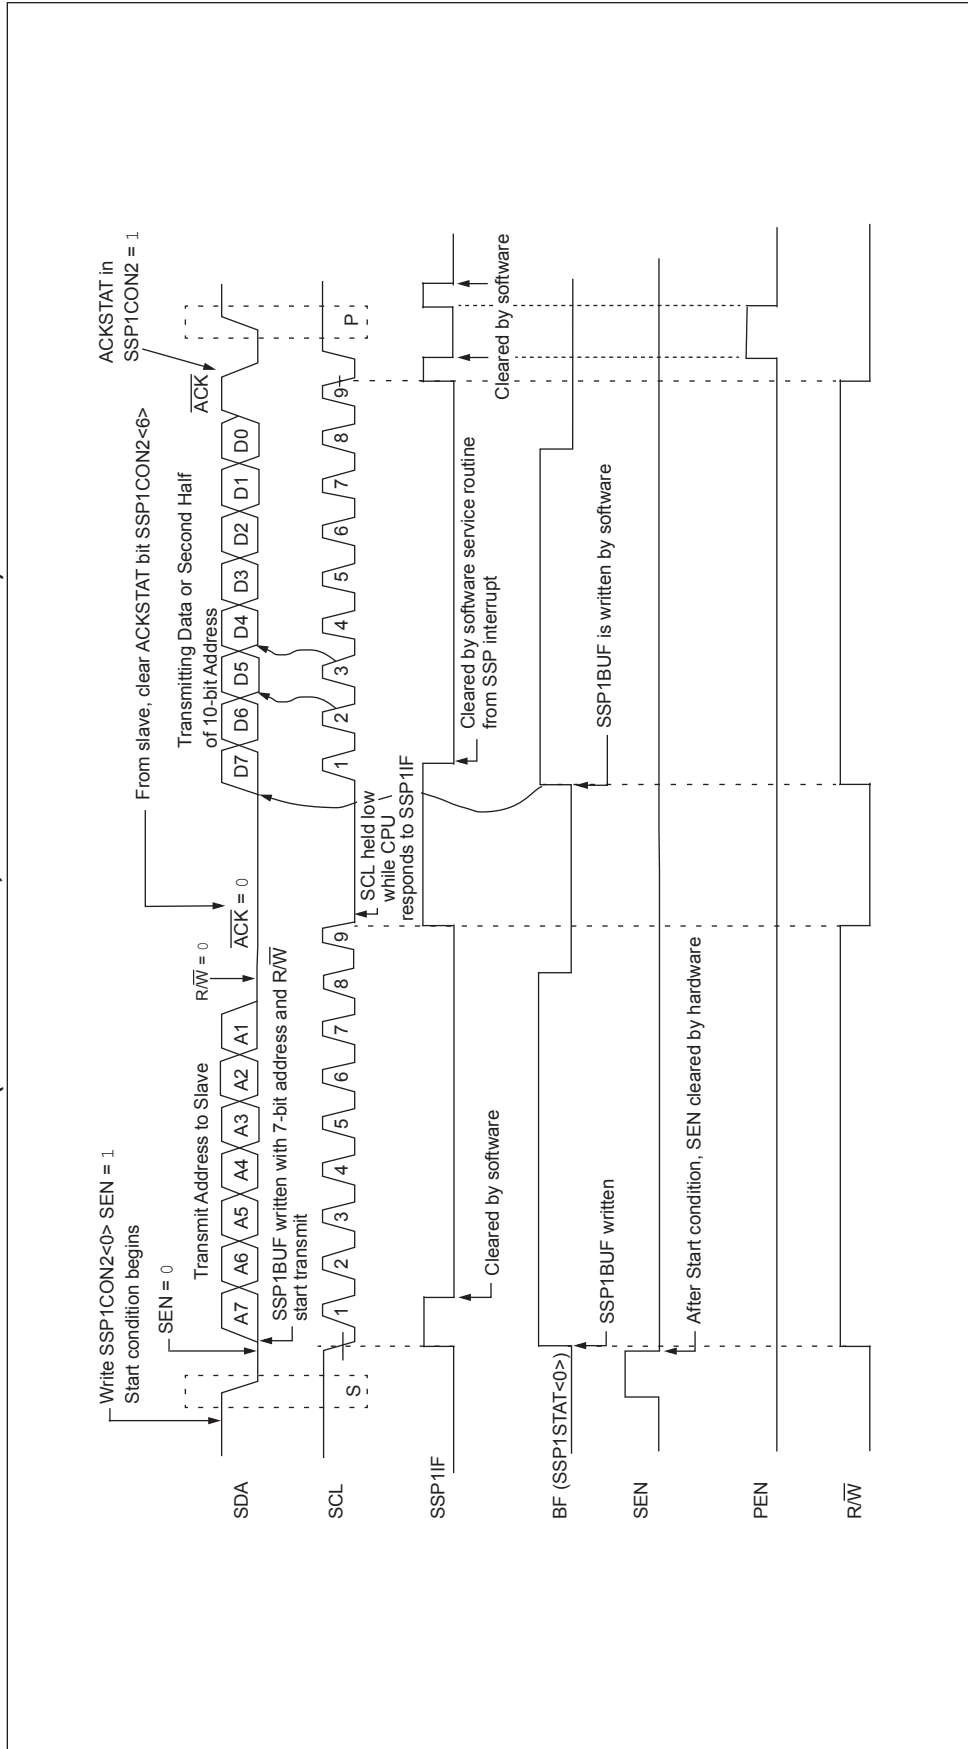 Write SSP1CON2<0> SEN = 1
Start condition begins
SEN = 0
Transmit Address to Slave
From slave, clear ACKSTAT bit SSP1CON2<6>
R/W = 0
ACK = 0
Transmitting Data or Second Half
of 10-bit Address
ACK
ACKSTAT in
SSP1CON2 = 1
SDA
A7 A6 A5 A4 A3 A2 A1 D7 D6 D5 D4 D3 D2 D1 D0
SSP1BUF written with 7-bit address and R/W
start transmit
SCL
S 1 2 3 4 5 6 7 8 9 1 2 3 4 5 6 7 8 9 P
SCL held low
while CPU
responds to SSP1IF
SSP1IF
Cleared by software
Cleared by software service routine
from SSP interrupt
Cleared by software
BF (SSP1STAT<0>)
SSP1BUF written
SSP1BUF is written by software
SEN
After Start condition, SEN cleared by hardware
PEN
R/W